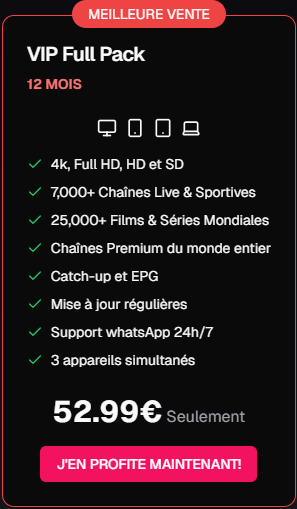 MEILLEURE VENTE
VIP Full Pack
12 MOIS
4k, Full HD, HD et SD
7,000+ Chaînes Live & Sportives
25,000+ Films & Séries Mondiales
Chaînes Premium du monde entier
Catch-up et EPG
Mise à jour régulières
Support whatsApp 24h/7
3 appareils simultanés
52.99€ Seulement
J'EN PROFITE MAINTENANT!